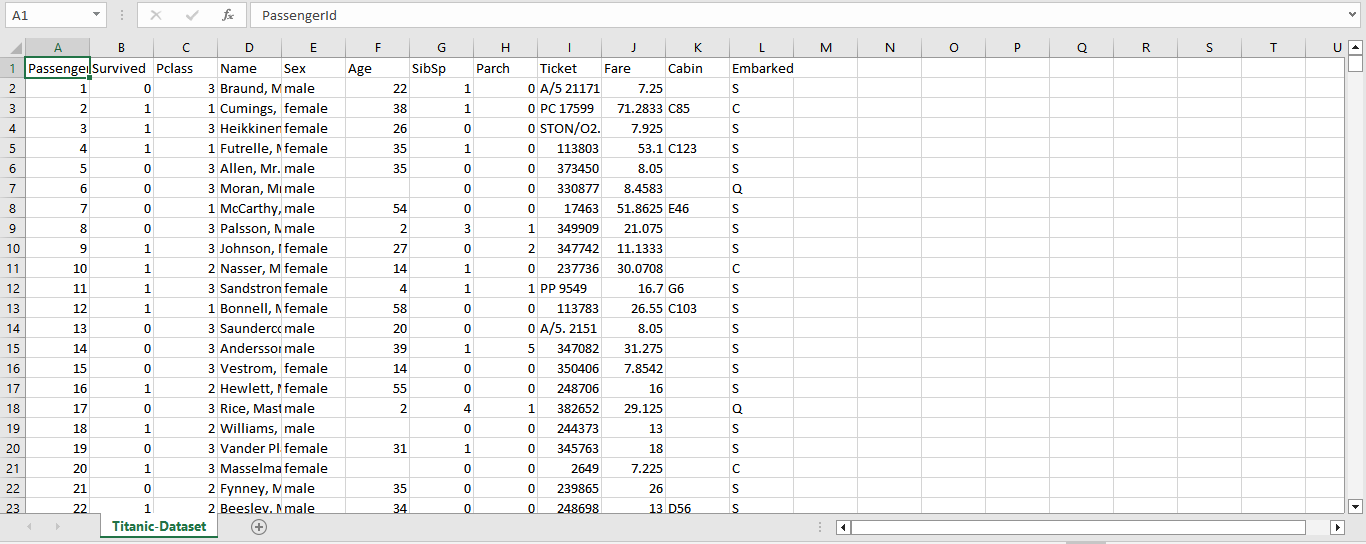 A1 fx PassengerId
A B C D E F G H I J K L M N O P Q R S T U
1 Passenger Survived Pclass Name Sex Age SibSp Parch Ticket Fare Cabin Embarked
2 1 0 3 Braund, M male 22 1 0 A/5 21171 7.25 S
3 2 1 1 Cumings, female 38 1 0 PC 17599 71.2833 C85 C
4 3 1 3 Heikkinen female 26 0 0 STON/O2. 7.925 S
5 4 1 1 Futrelle, M female 35 1 0 113803 53.1 C123 S
6 5 0 3 Allen, Mr. male 35 0 0 373450 8.05 S
7 6 0 3 Moran, Mr male 0 0 330877 8.4583 Q
8 7 0 1 McCarthy, male 54 0 0 17463 51.8625 E46 S
9 8 0 3 Palsson, M male 2 3 1 349909 21.075 S
10 9 1 3 Johnson, female 27 0 2 347742 11.1333 S
11 10 1 2 Nasser, M female 14 1 0 237736 30.0708 C
12 11 1 3 Sandstrom female 4 1 1 PP 9549 16.7 G6 S
13 12 1 1 Bonnell, M female 58 0 0 113783 26.55 C103 S
14 13 0 3 Saunderco male 20 0 0 A/5. 2151 8.05 S
15 14 0 3 Andersson male 39 1 5 347082 31.275 S
16 15 0 3 Vestrom, female 14 0 0 350406 7.8542 S
17 16 1 2 Hewlett, female 55 0 0 248706 16 S
18 17 0 3 Rice, Mast male 2 4 1 382652 29.125 Q
19 18 1 2 Williams, male 0 0 244373 13 S
20 19 0 3 Vander Pl female 31 1 0 345763 18 S
21 20 1 3 Masselma female 0 0 2649 7.225 C
22 21 0 2 Fynney, M male 35 0 0 239865 26 S
23 22 1 2 Beesley, M male 34 0 0 248698 13 D56 S
Titanic-Dataset